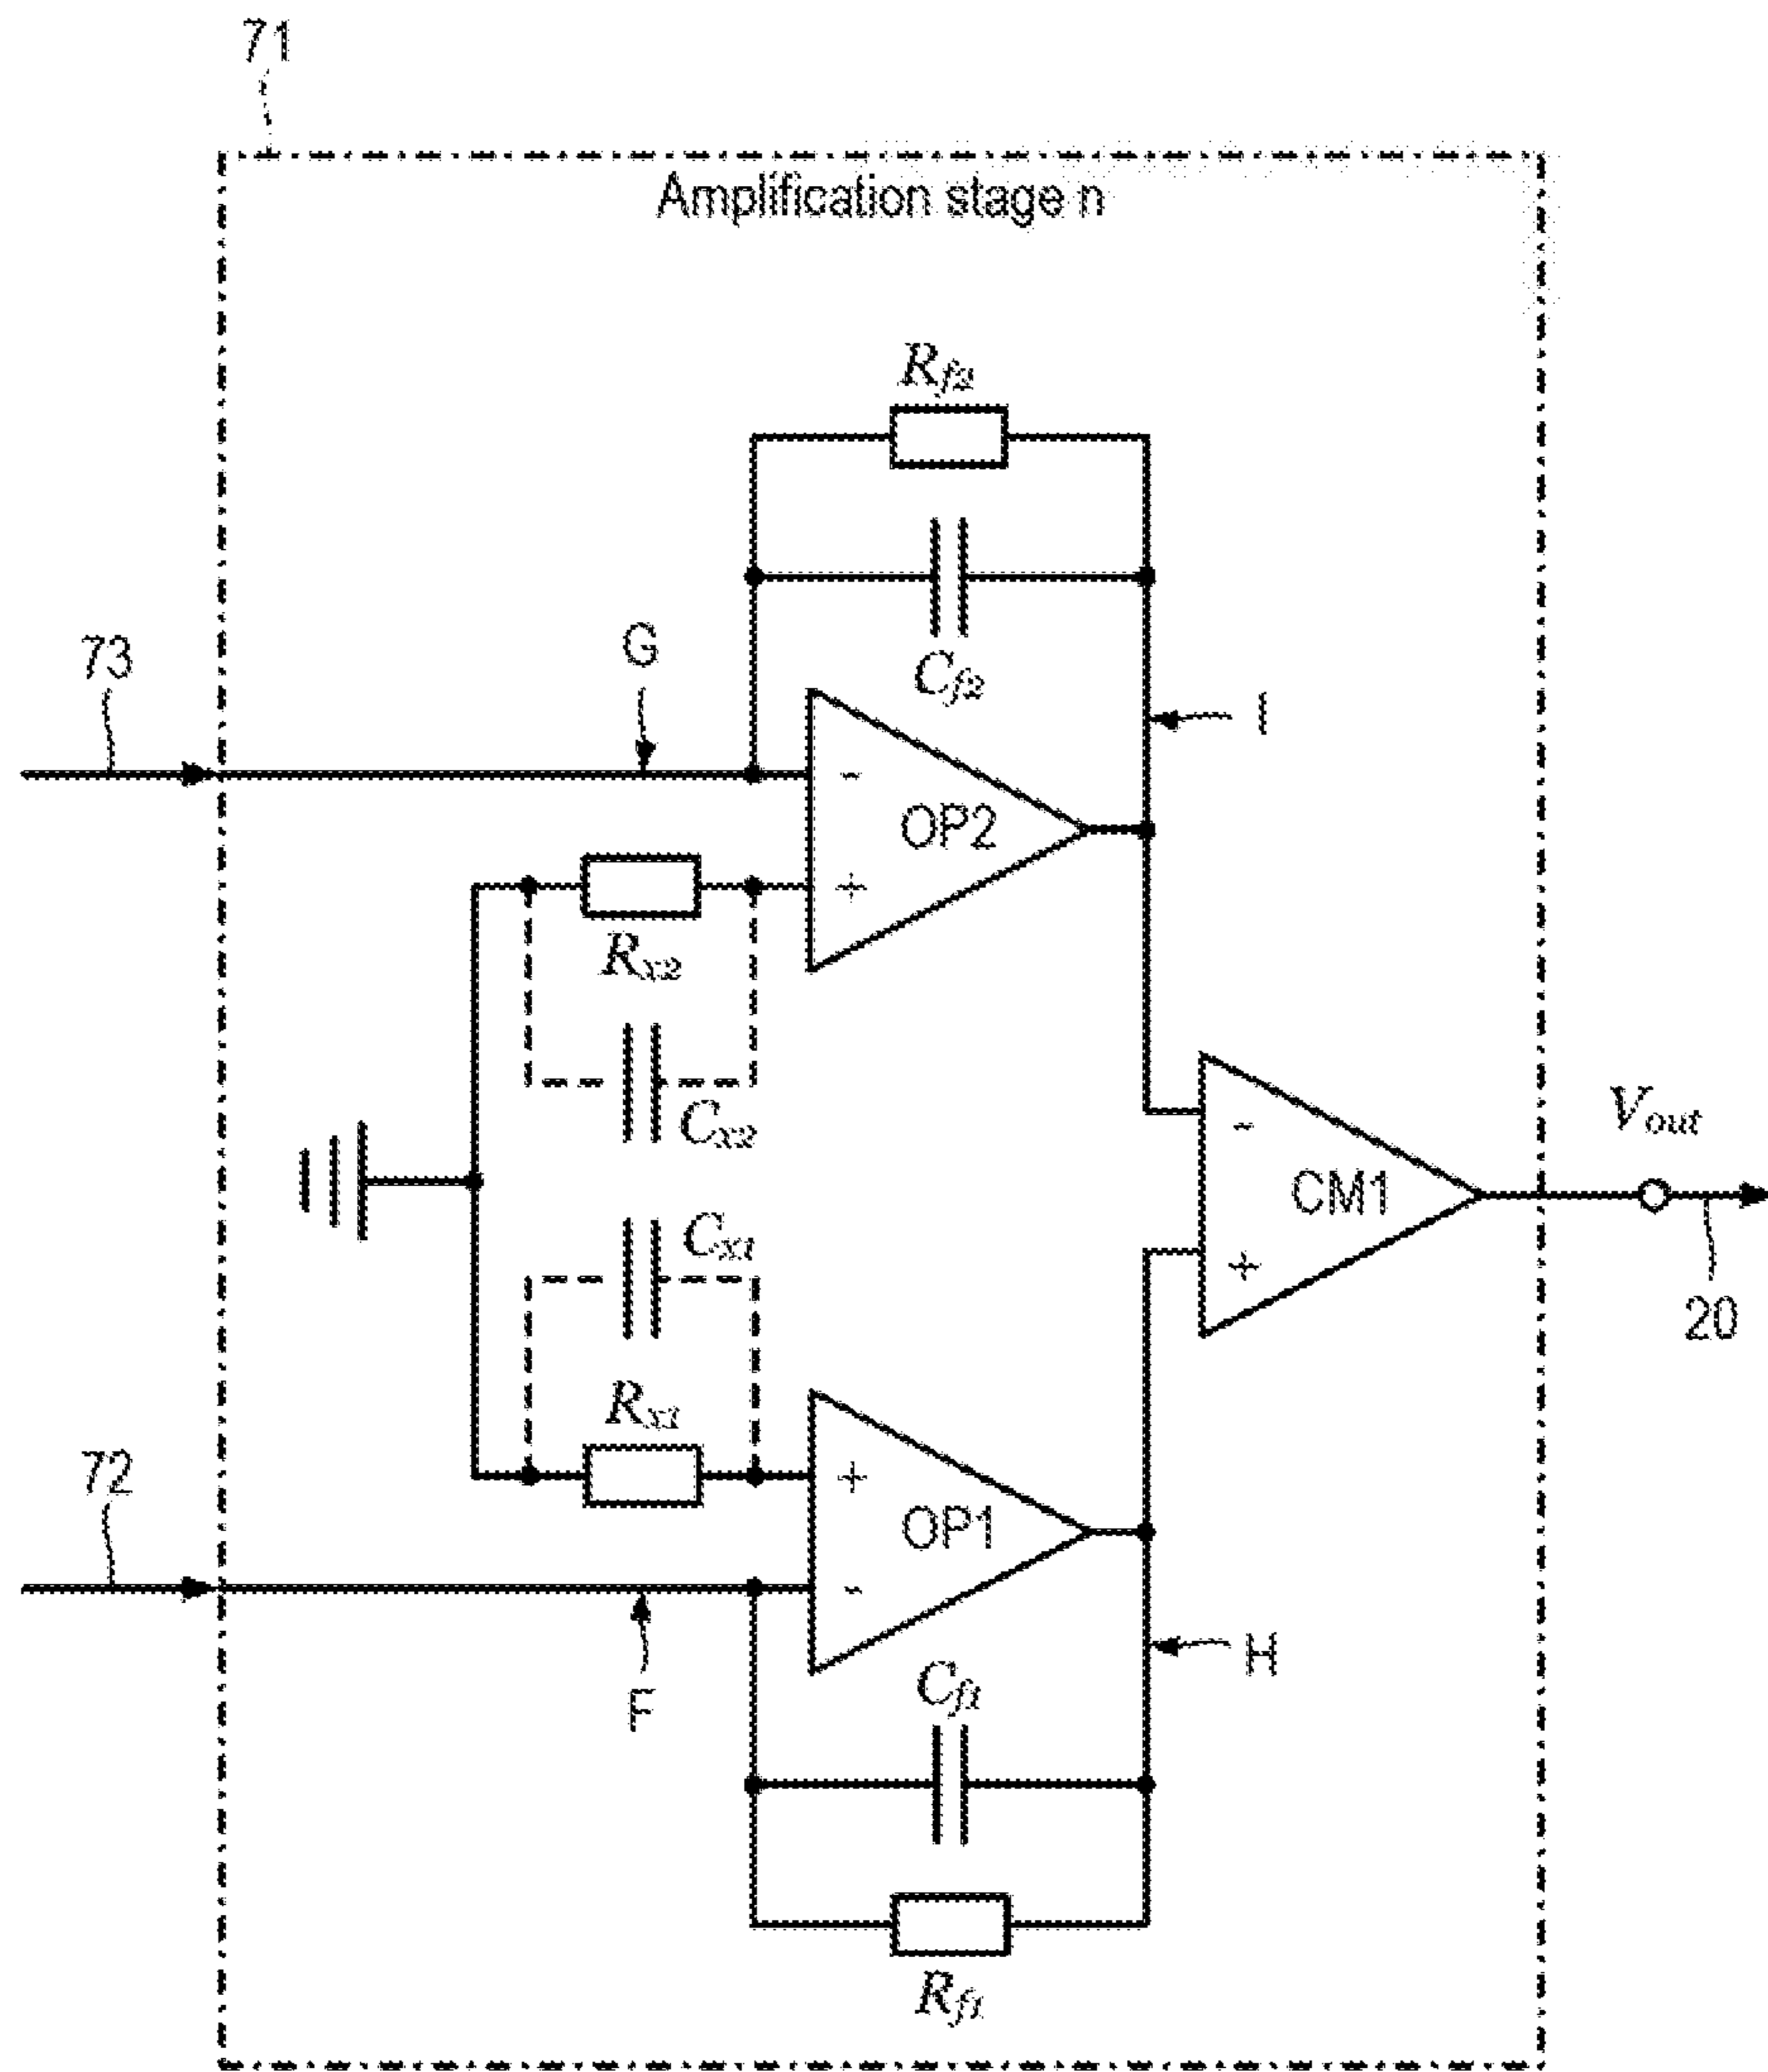 71
Amplification stage n
Rf2
Cf2
73
G
I
-
OP2
+
Rx2
Cx2
Vout
-
CM1
+
20
Cx1
Rx1
72
+
OP1
-
F
H
Cf1
Rf1